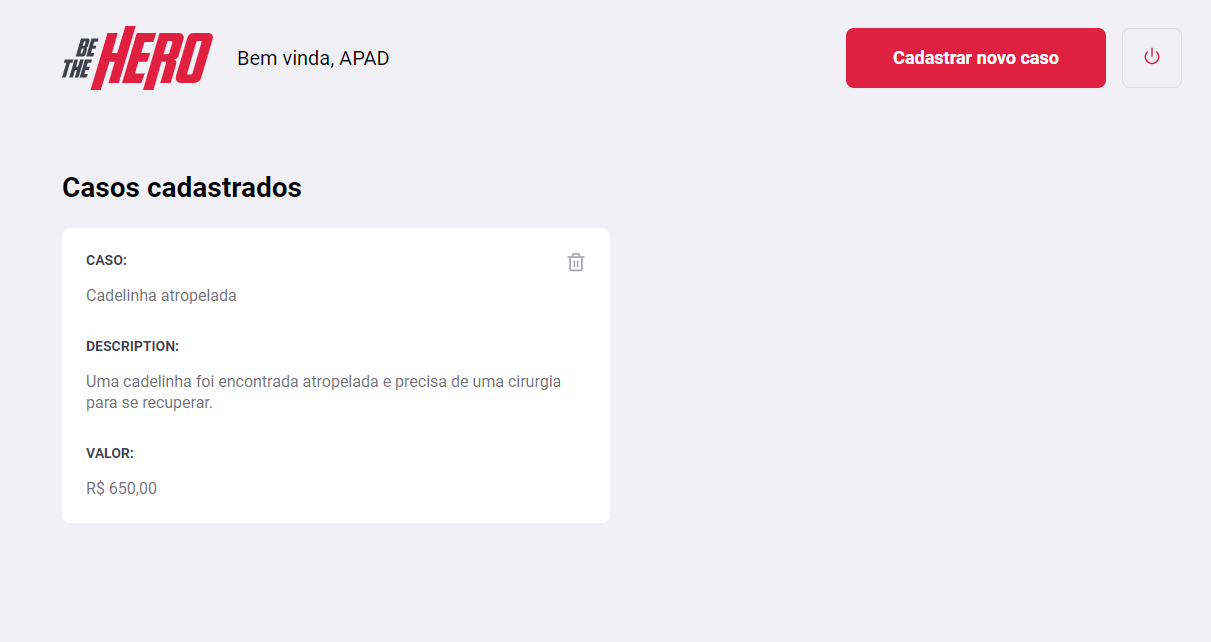 BE
THE
HERO
Bem vinda, APAD
Cadastrar novo caso
Casos cadastrados
CASO:
Cadelinha atropelada
DESCRIPTION:
Uma cadelinha foi encontrada atropelada e precisa de uma cirurgia
para se recuperar.
VALOR:
R$ 650,00